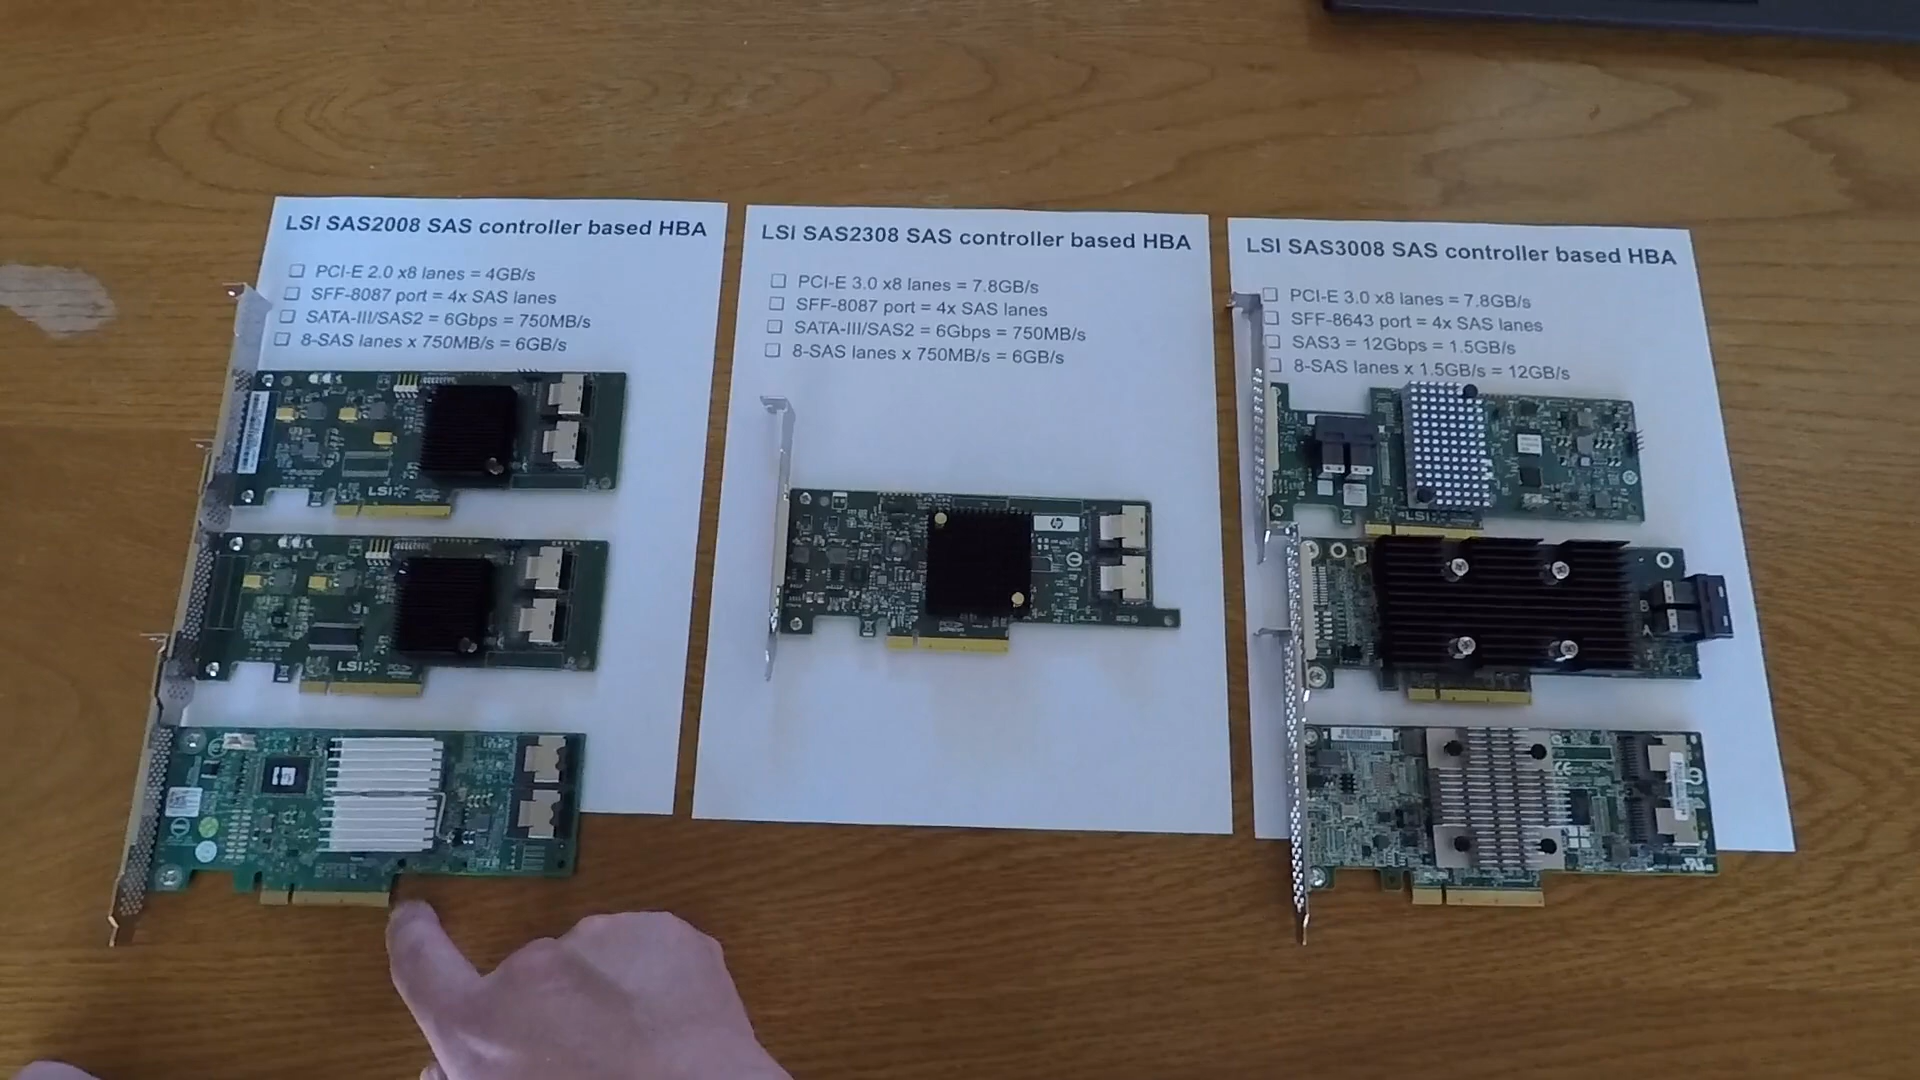 LSI SAS2008 SAS controller based HBA
PCI-E 2.0 x8 lanes = 4GB/s
SFF-8087 port = 4x SAS lanes
SATA-III/SAS2 = 6Gbps = 750MB/s
8-SAS lanes x 750MB/s = 6GB/s
LSI
LSI
LSI SAS2308 SAS controller based HBA
PCI-E 3.0 x8 lanes = 7.8GB/s
SFF-8087 port = 4x SAS lanes
SATA-III/SAS2 = 6Gbps = 750MB/s
8-SAS lanes x 750MB/s = 6GB/s
hp
LSI SAS3008 SAS controller based HBA
PCI-E 3.0 x8 lanes = 7.8GB/s
SFF-8643 port = 4x SAS lanes
SAS3 = 12Gbps = 1.5GB/s
8-SAS lanes x 1.5GB/s = 12GB/s
LSI
B
A
CE